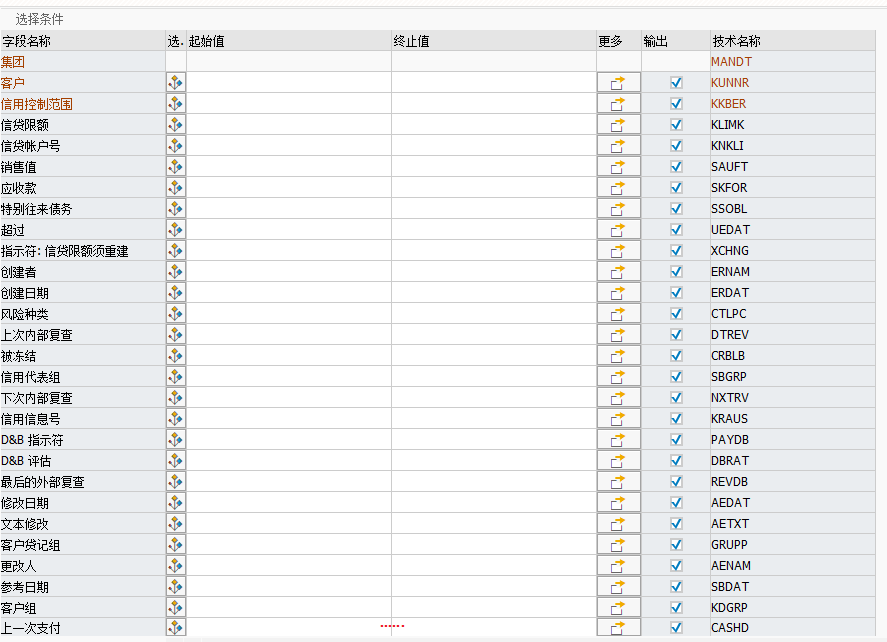 选择条件
字段名称 选. 起始值 终止值 更多 输出 技术名称
集团 MANDT
客户 KUNNR
信用控制范围 KKBER
信贷限额 KLIMK
信贷帐户号 KNKLI
销售值 SAUFT
应收款 SKFOR
特别往来债务 SSOBL
超过 UEDAT
指示符: 信贷限额须重建 XCHNG
创建者 ERNAM
创建日期 ERDAT
风险种类 CTLPC
上次内部复查 DTREV
被冻结 CRBLB
信用代表组 SBGRP
下次内部复查 NXTRV
信用信息号 KRAUS
D&B 指示符 PAYDB
D&B 评估 DBRAT
最后的外部复查 REVDB
修改日期 AEDAT
文本修改 AETXT
客户贷记组 GRUPP
更改人 AENAM
参考日期 SBDAT
客户组 KDGRP
上一次支付 CASHD